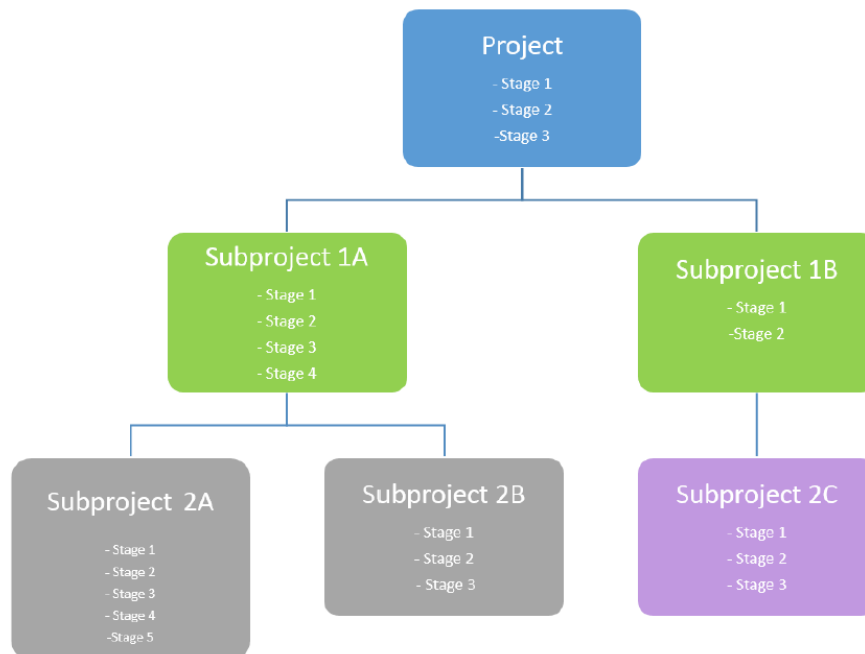 Project
- Stage 1
- Stage 2
-Stage 3
Subproject 1A
- Stage 1
- Stage 2
- Stage 3
- Stage 4
Subproject 1B
- Stage 1
-Stage 2
Subproject 2A
- Stage 1
- Stage 2
- Stage 3
- Stage 4
-Stage 5
Subproject 2B
- Stage 1
- Stage 2
- Stage 3
Subproject 2C
- Stage 1
- Stage 2
- Stage 3